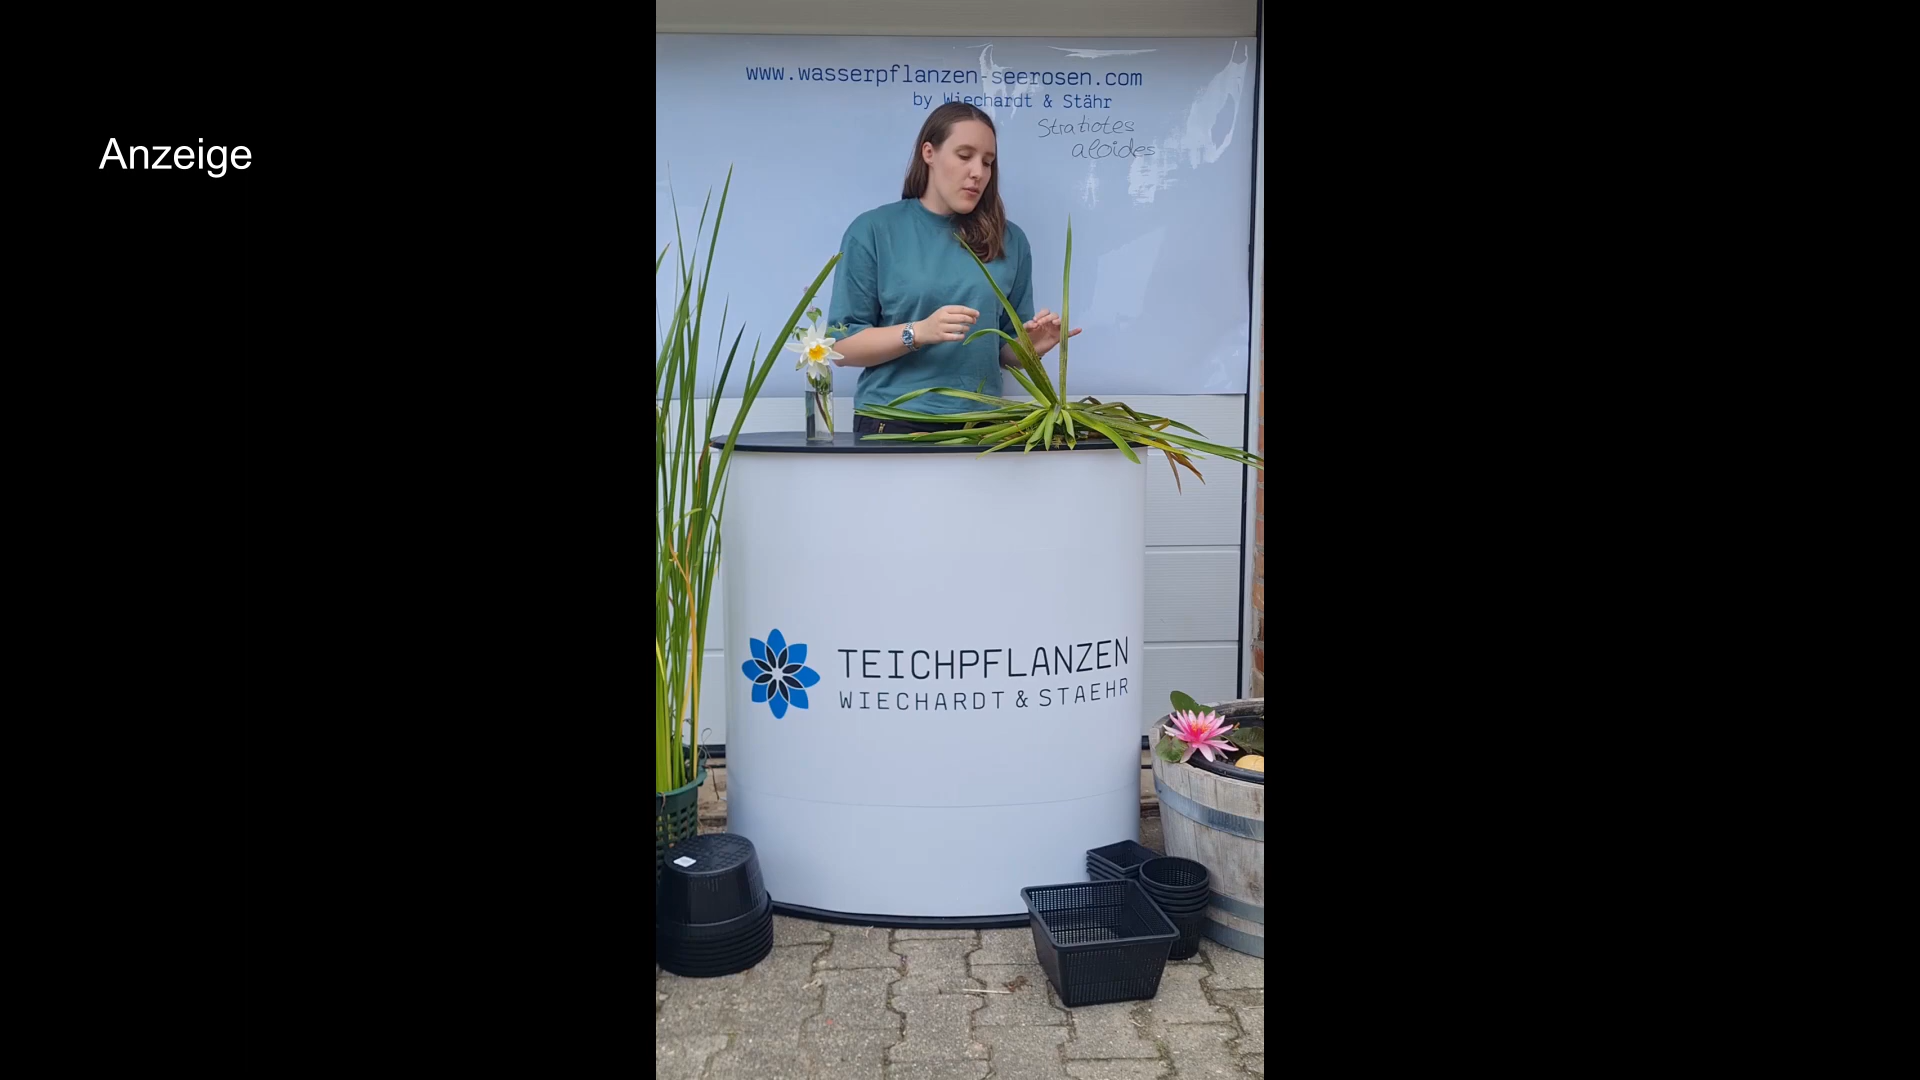 Anzeige
www.wasserpflanzen-seerosen.com
by Wiechardt & Stähr
Stratiotes
aloides
TEICHPFLANZEN
WIECHARDT & STAEHR